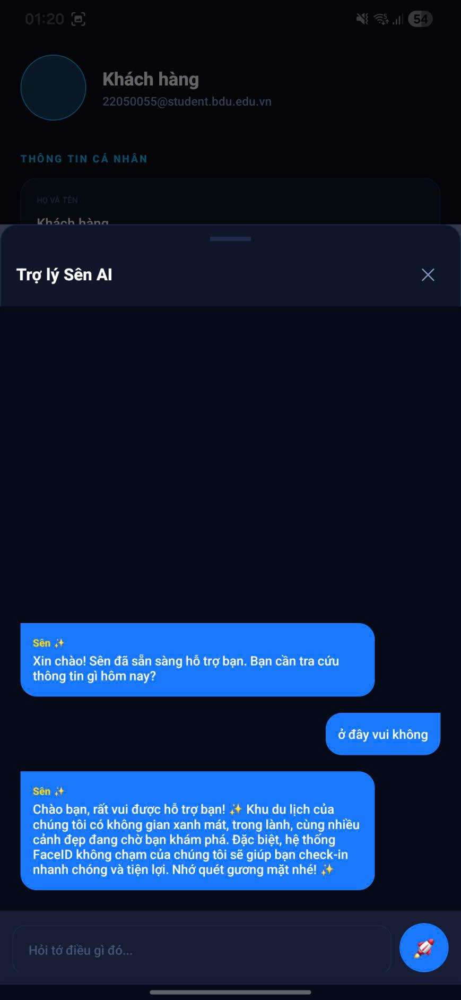 01:20
54
Khách hàng
22050055@student.bdu.edu.vn
THÔNG TIN CÁ NHÂN
HỌ VÀ TÊN
Khách hàng
Trợ lý Sên AI
Sên ✨
Xin chào! Sên đã sẵn sàng hỗ trợ bạn. Bạn cần tra cứu
thông tin gì hôm nay?
ở đây vui không
Sên ✨
Chào bạn, rất vui được hỗ trợ bạn! ✨ Khu du lịch của
chúng tôi có không gian xanh mát, trong lành, cùng nhiều
cảnh đẹp đang chờ bạn khám phá. Đặc biệt, hệ thống
FaceID không chạm của chúng tôi sẽ giúp bạn check-in
nhanh chóng và tiện lợi. Nhớ quét gương mặt nhé! ✨
Hỏi tớ điều gì đó...